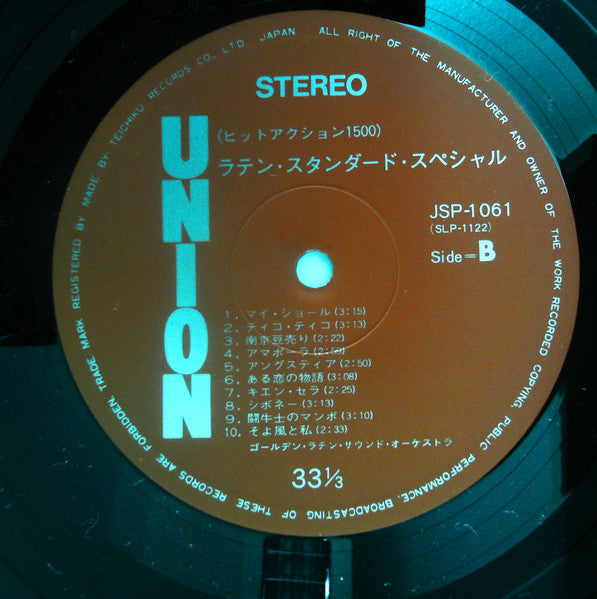 TRADE MARK REGISTERED BY MADE BY TEICHIKU RECORDS CO., LTD JAPAN ALL RIGHT OF THE MANUFACTURER AND OWNER OF THE WORK RECORDED COPYING, PUBLIC PERFORMANCE, BROADCASTING OF THESE RECORDS ARE FORBIDDEN,
STEREO
UNION
(ヒットアクション1500)
ラテン・スタンダード・スペシャル
JSP-1061
(SLP-1122)
Side=B
1. マイ・ショール(3:15)
2. ティコ・ティコ(3:13)
3. 南京豆売り(2:22)
4. アマポーラ(2:59)
5. アングスティア(2:50)
6. ある恋の物語(3:08)
7. キエン・セラ(2:25)
8. シボネー(3:13)
9. 闘牛士のマンボ(3:10)
10. そよ風と私(2:33)
ゴールデン・ラテン・サウンド・オーケストラ
33⅓